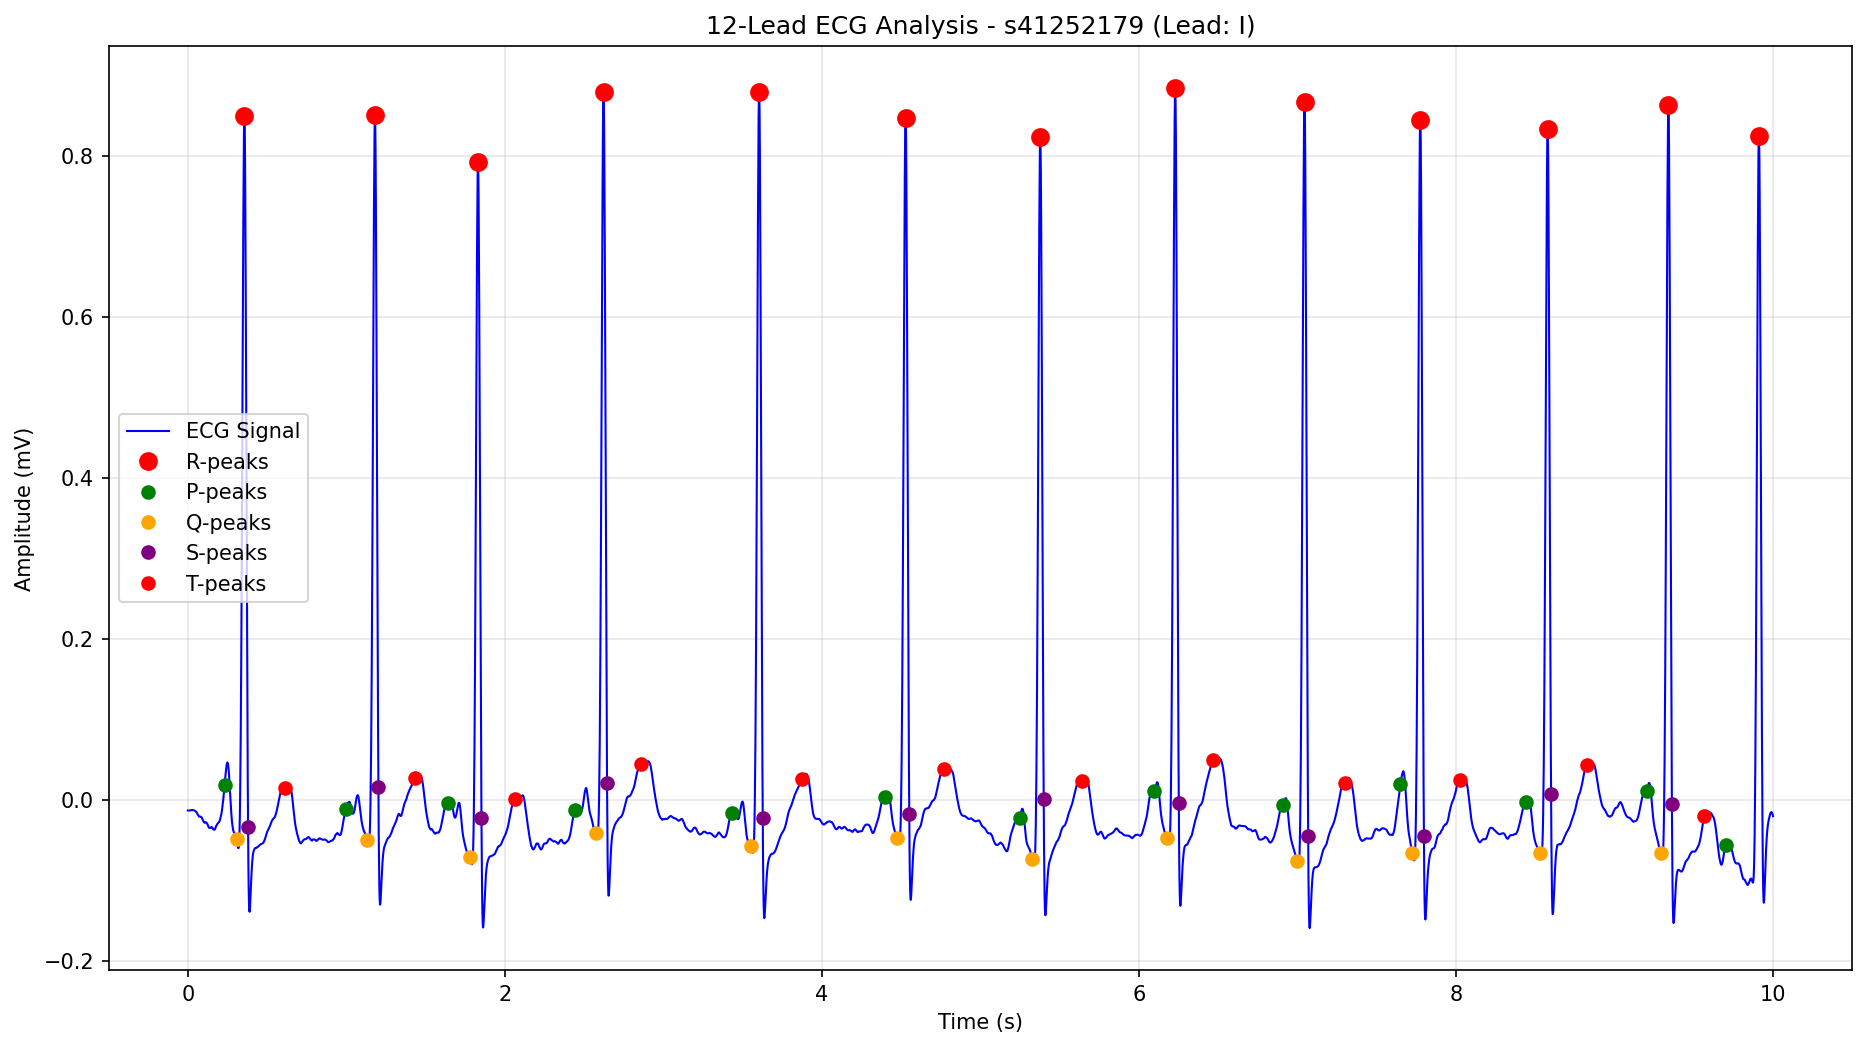 12-Lead ECG Analysis - s41252179 (Lead: I)
Amplitude (mV)
0.8
0.6
0.4
0.2
0.0
−0.2
ECG Signal
R-peaks
P-peaks
Q-peaks
S-peaks
T-peaks
0 2 4 6 8 10
Time (s)